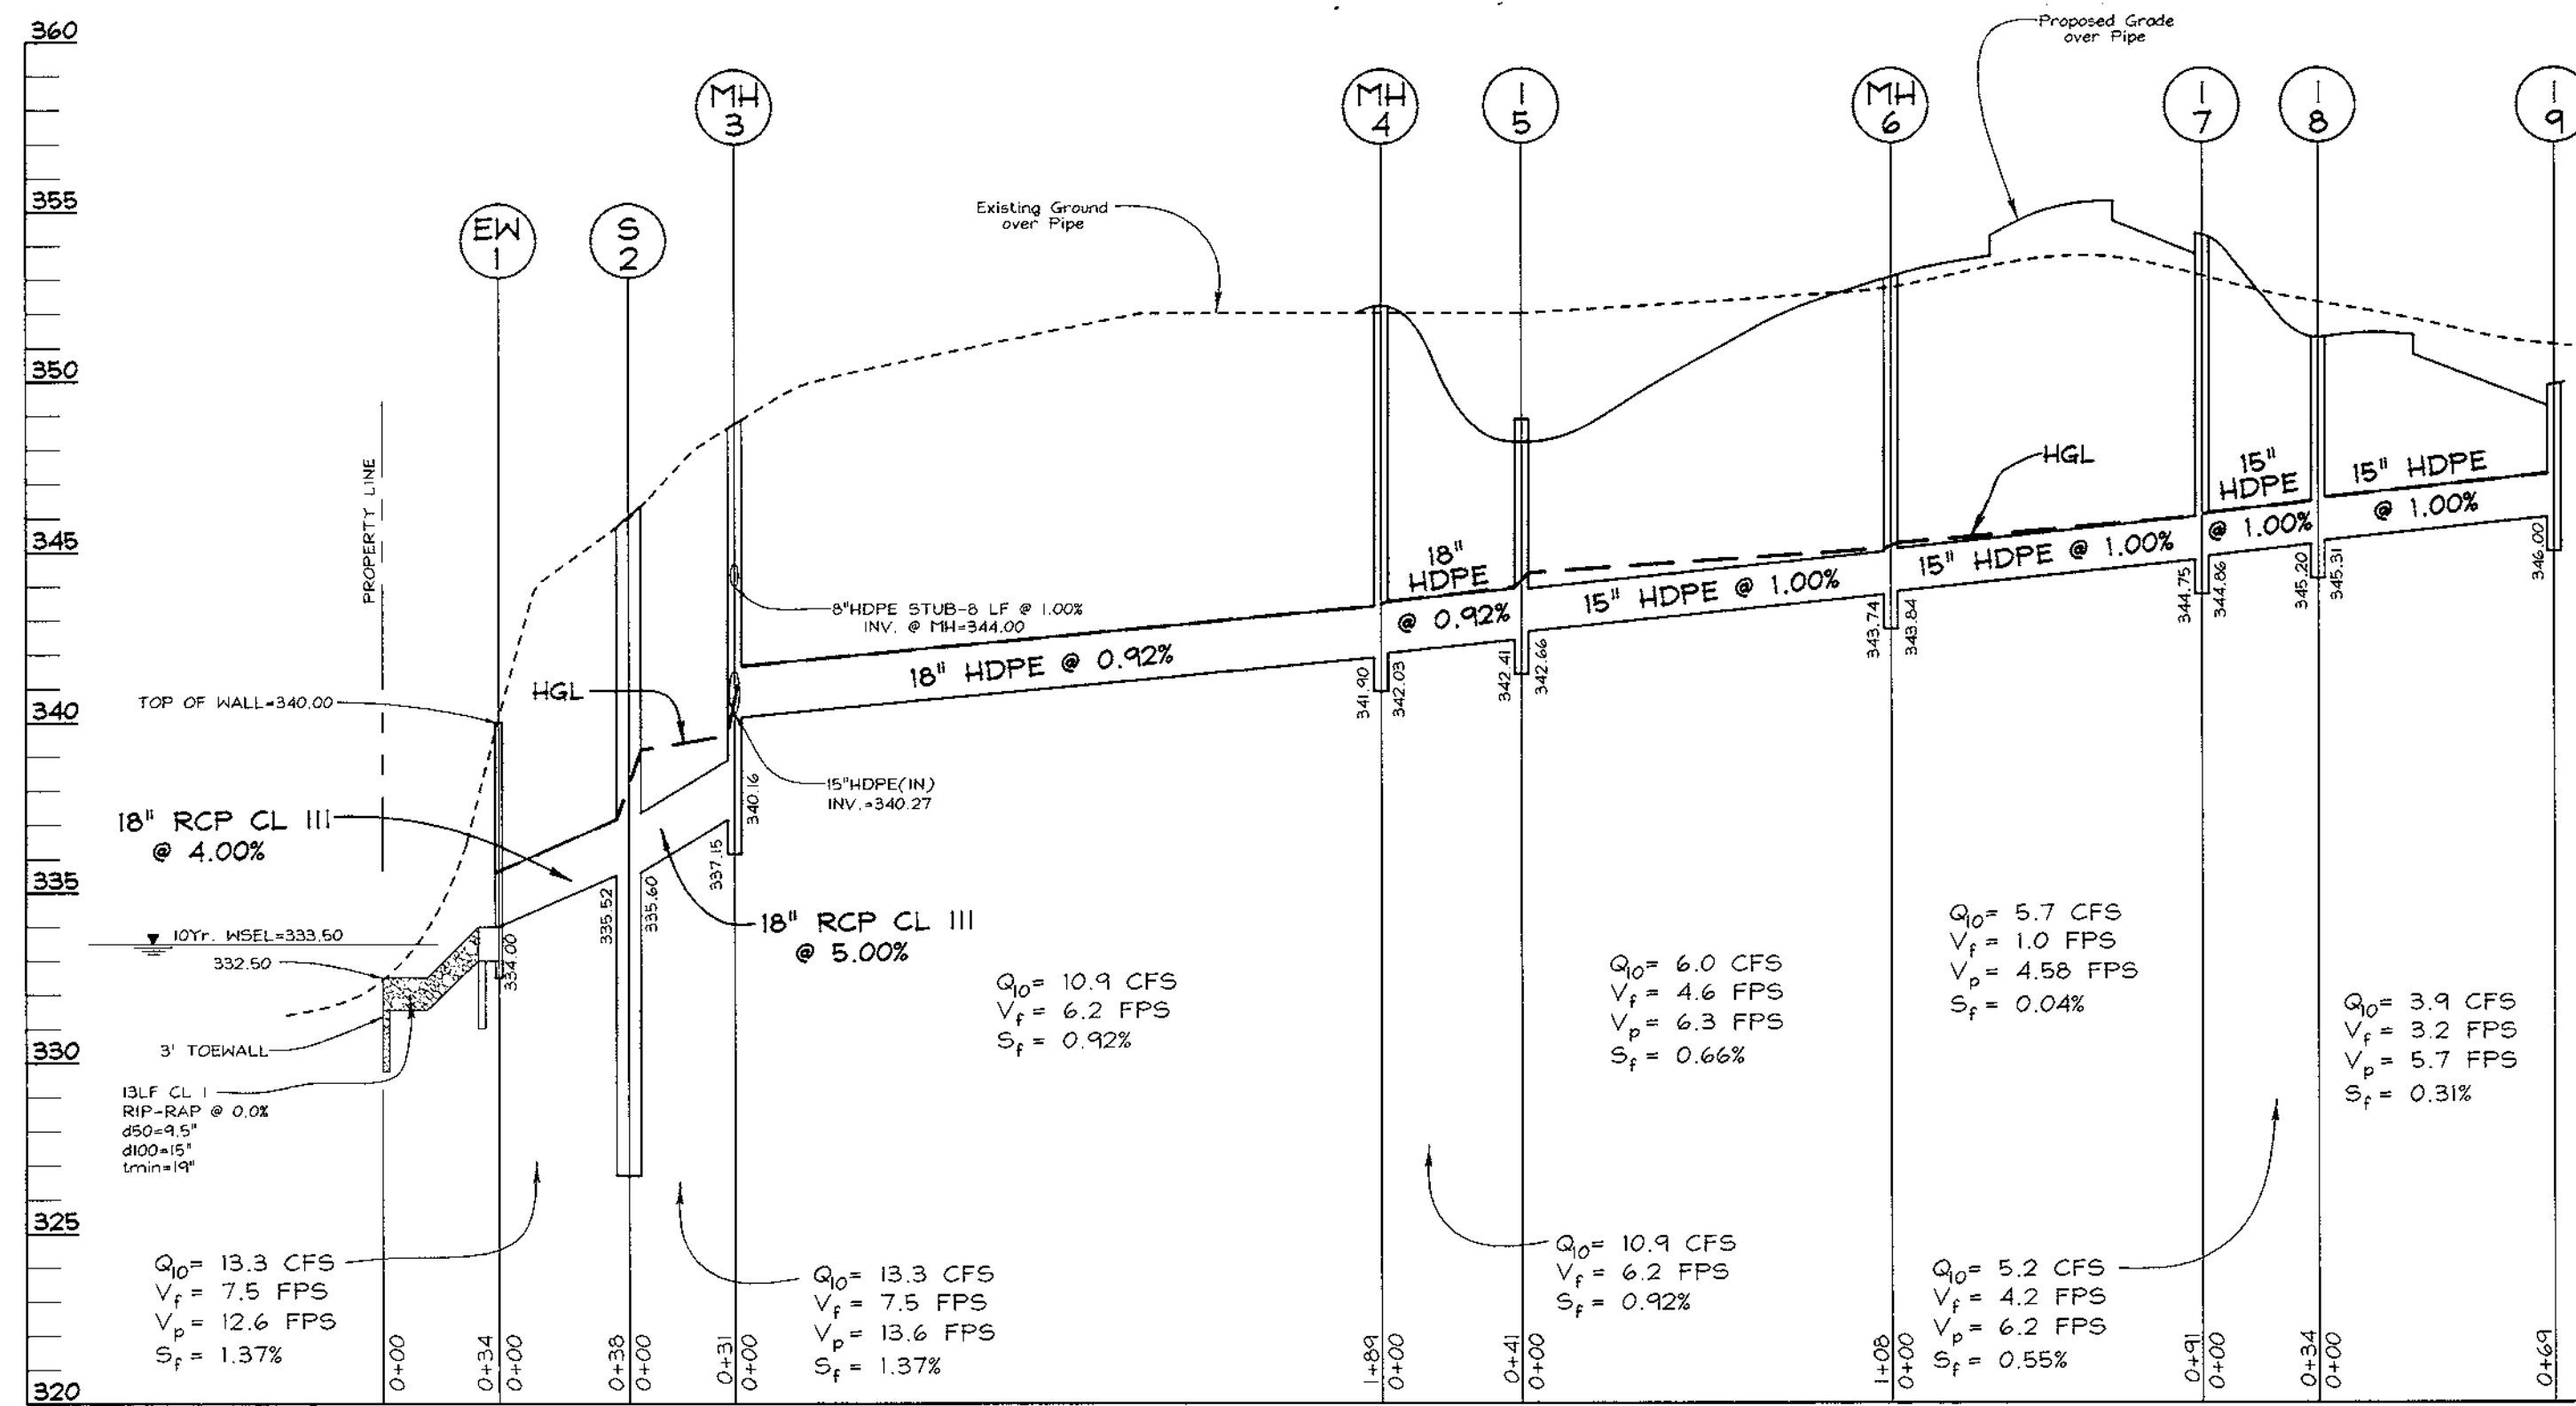 360
355
350
345
340
335
330
325
320
EW
1
S
2
MH
3
MH
4
I
5
MH
6
I
7
I
8
I
9
Proposed Grade
over Pipe
Existing Ground
over Pipe
PROPERTY LINE
TOP OF WALL=340.00
HGL
8"HDPE STUB-8 LF @ 1.00%
INV. @ MH=344.00
15"HDPE(IN)
INV.=340.27
18" HDPE @ 0.92%
18"
HDPE
@ 0.92%
15" HDPE @ 1.00%
HGL
15" HDPE @ 1.00%
15"
HDPE
@ 1.00%
15" HDPE
@ 1.00%
18" RCP CL III
@ 4.00%
18" RCP CL III
@ 5.00%
10Yr. WSEL=333.50
332.50
3' TOEWALL
13LF CL I
RIP-RAP @ 0.0%
d50=9.5"
d100=15"
tmin=19"
334.00
335.52
335.60
337.15
340.16
341.90
342.03
342.41
342.66
343.74
343.84
344.75
344.86
345.20
345.31
346.00
Q10= 13.3 CFS
Vf = 7.5 FPS
Vp = 12.6 FPS
Sf = 1.37%
Q10= 13.3 CFS
Vf = 7.5 FPS
Vp = 13.6 FPS
Sf = 1.37%
Q10= 10.9 CFS
Vf = 6.2 FPS
Sf = 0.92%
Q10= 10.9 CFS
Vf = 6.2 FPS
Sf = 0.92%
Q10= 6.0 CFS
Vf = 4.6 FPS
Vp = 6.3 FPS
Sf = 0.66%
Q10= 5.7 CFS
Vf = 1.0 FPS
Vp = 4.58 FPS
Sf = 0.04%
Q10= 5.2 CFS
Vf = 4.2 FPS
Vp = 6.2 FPS
Sf = 0.55%
Q10= 3.9 CFS
Vf = 3.2 FPS
Vp = 5.7 FPS
Sf = 0.31%
0+00
0+34
0+00
0+38
0+00
0+31
0+00
1+89
0+00
0+41
0+00
1+08
0+00
0+91
0+00
0+34
0+00
0+69